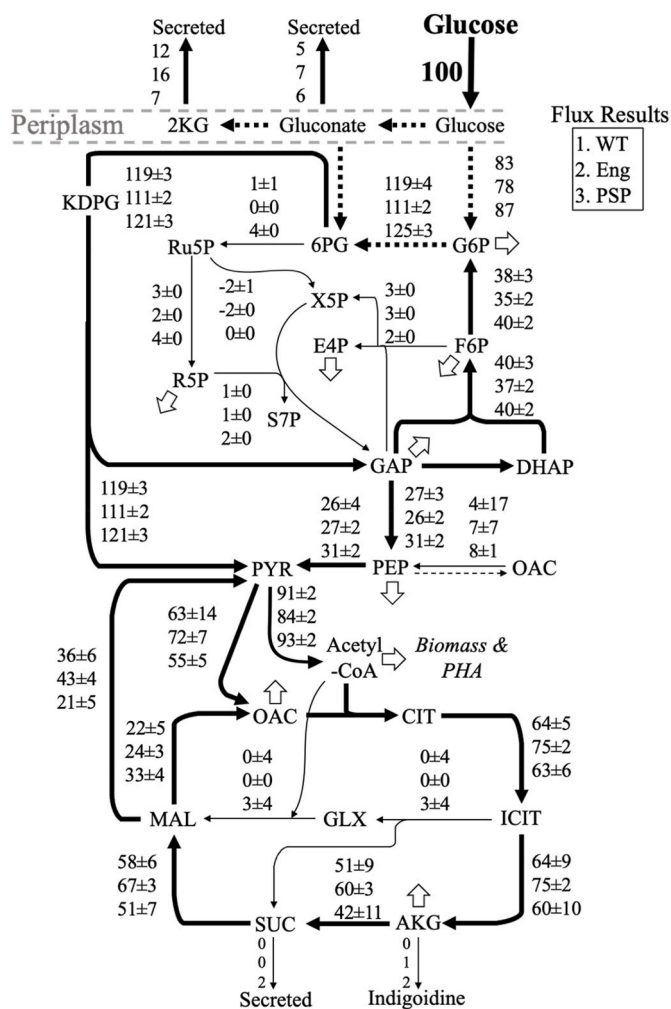 Secreted
Secreted
Glucose
12
16
7
5
7
6
100
Periplasm
2KG
Gluconate
Glucose
Flux Results
1. WT
2. Eng
3. PSP
KDPG
119±3
111±2
121±3
1±1
0±0
4±0
119±4
111±2
125±3
83
78
87
Ru5P
6PG
G6P
3±0
2±0
4±0
-2±1
-2±0
0±0
X5P
3±0
3±0
2±0
38±3
35±2
40±2
E4P
F6P
R5P
1±0
1±0
2±0
S7P
40±3
37±2
40±2
GAP
DHAP
119±3
111±2
121±3
26±4
27±2
31±2
27±3
26±2
31±2
4±17
7±7
8±1
PYR
PEP
OAC
63±14
72±7
55±5
91±2
84±2
93±2
Acetyl
-CoA
Biomass &
PHA
36±6
43±4
21±5
OAC
CIT
22±5
24±3
33±4
0±4
0±0
3±4
0±4
0±0
3±4
64±5
75±2
63±6
MAL
GLX
ICIT
58±6
67±3
51±7
51±9
60±3
42±11
64±9
75±2
60±10
SUC
AKG
0
0
2
0
1
2
Secreted
Indigoidine